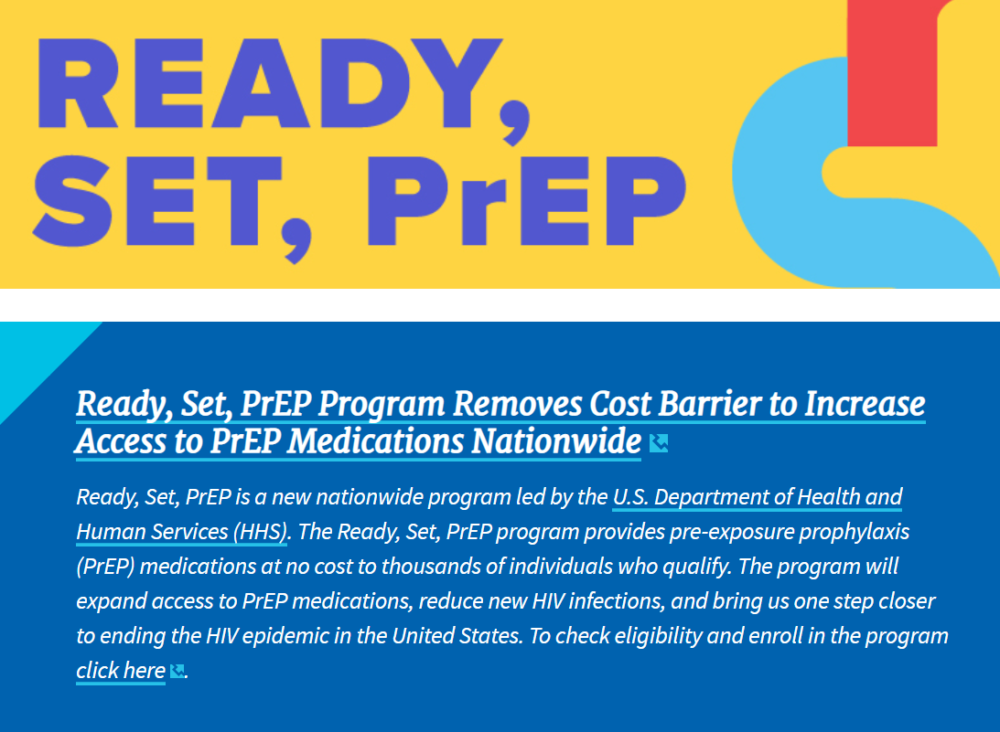 READY,
SET, PrEP
Ready, Set, PrEP Program Removes Cost Barrier to Increase
Access to PrEP Medications Nationwide
Ready, Set, PrEP is a new nationwide program led by the U.S. Department of Health and
Human Services (HHS). The Ready, Set, PrEP program provides pre-exposure prophylaxis
(PrEP) medications at no cost to thousands of individuals who qualify. The program will
expand access to PrEP medications, reduce new HIV infections, and bring us one step closer
to ending the HIV epidemic in the United States. To check eligibility and enroll in the program
click here.